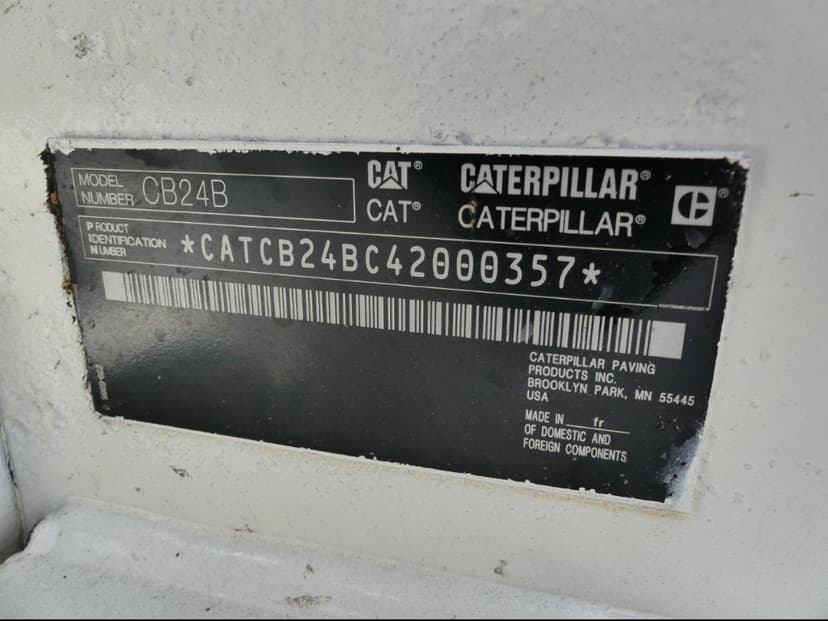 MODEL
NUMBER CB24B
CAT® CATERPILLAR®
CAT® CATERPILLAR®
PRODUCT
IDENTIFICATION
NUMBER
*CATCB24BC42000357*
CATERPILLAR PAVING
PRODUCTS INC.
BROOKLYN PARK, MN 55445
USA
MADE IN fr
OF DOMESTIC AND
FOREIGN COMPONENTS